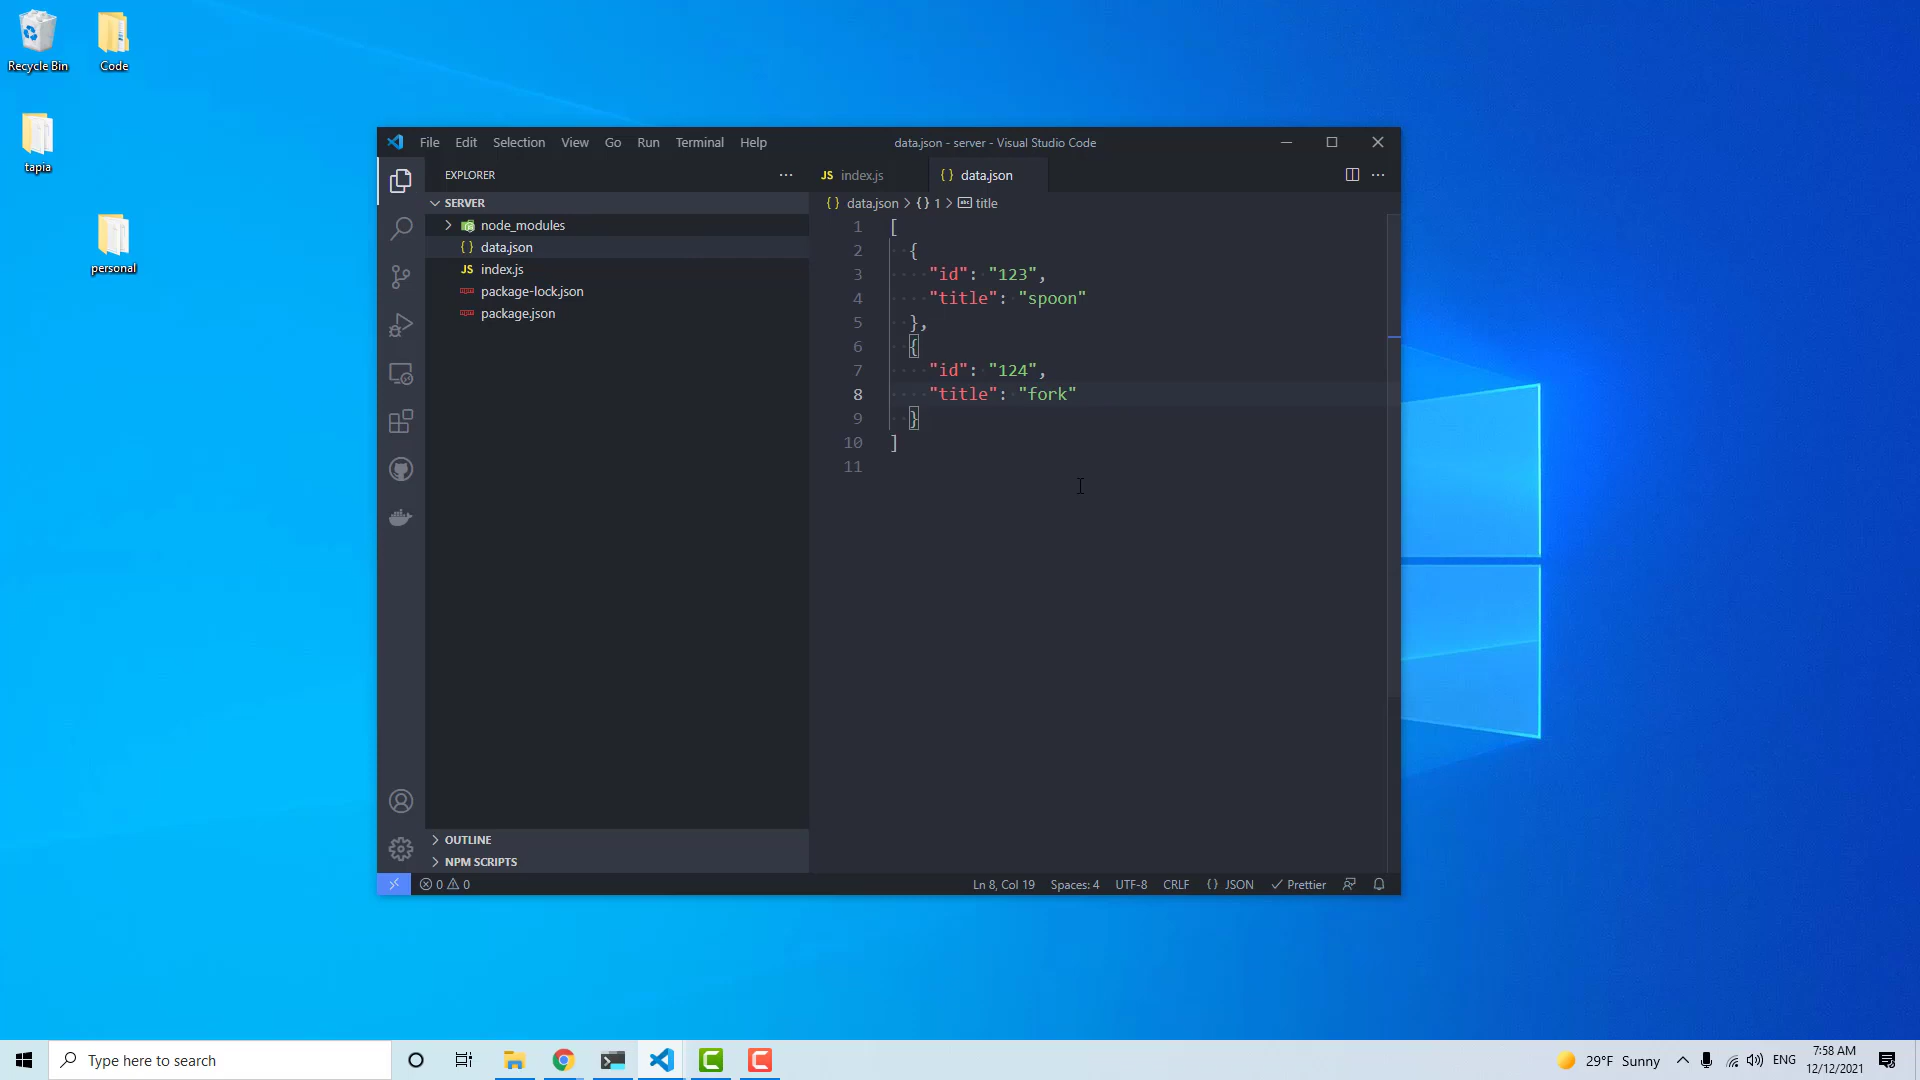 Recycle Bin
Code
tapia
personal
File Edit Selection View Go Run Terminal Help
data.json - server - Visual Studio Code
EXPLORER
SERVER
node_modules
data.json
index.js
package-lock.json
package.json
OUTLINE
NPM SCRIPTS
JS index.js
{ } data.json
{ } data.json > { } 1 > abc title
1 [
2 {
3 "id": "123",
4 "title": "spoon"
5 },
6 {
7 "id": "124",
8 "title": "fork"
9 }
10 ]
11
0 0
Ln 8, Col 19 Spaces: 4 UTF-8 CRLF { } JSON Prettier
Type here to search
29°F Sunny
ENG
7:58 AM
12/12/2021